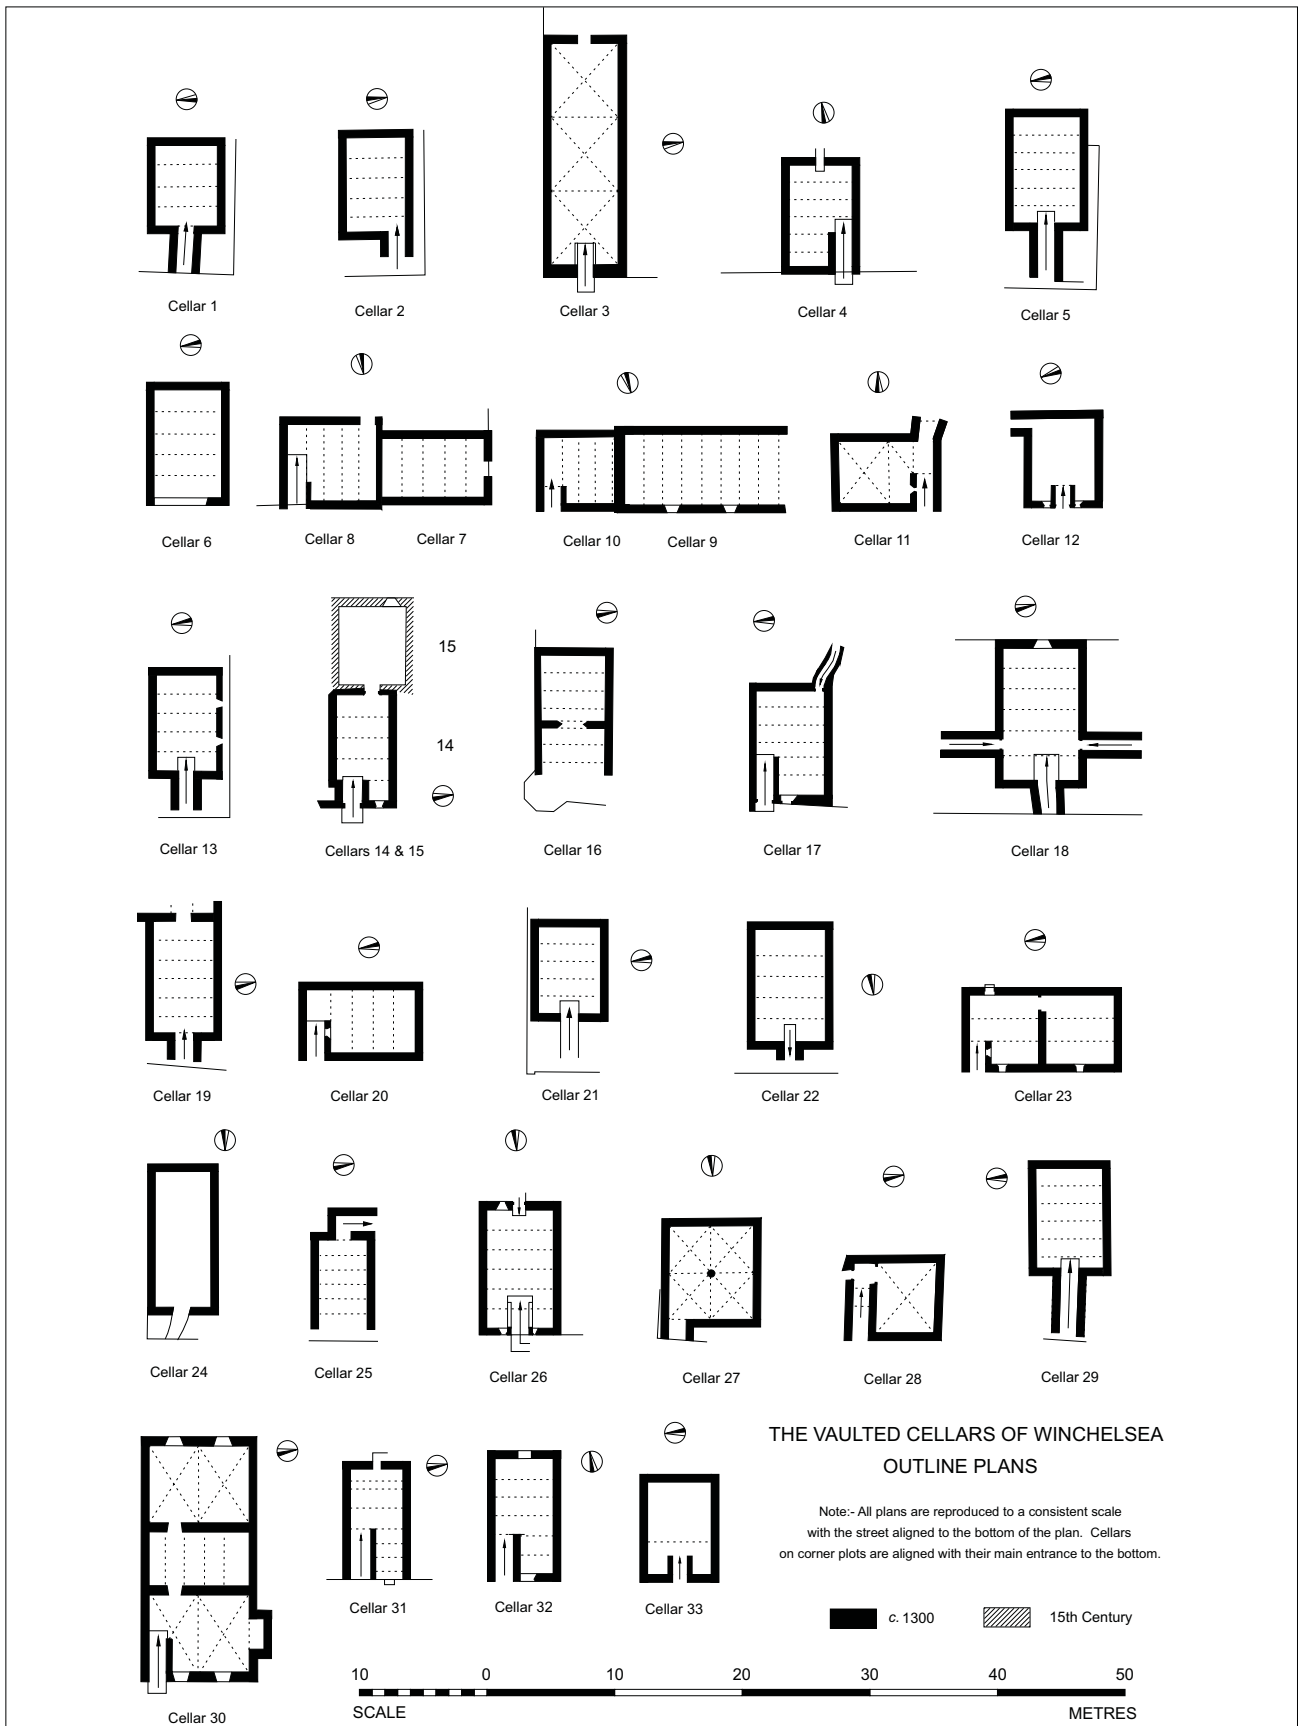 Cellar 1
Cellar 2
Cellar 3
Cellar 4
Cellar 5
Cellar 6
Cellar 8
Cellar 7
Cellar 10
Cellar 9
Cellar 11
Cellar 12
15
14
Cellar 13
Cellars 14 & 15
Cellar 16
Cellar 17
Cellar 18
Cellar 19
Cellar 20
Cellar 21
Cellar 22
Cellar 23
Cellar 24
Cellar 25
Cellar 26
Cellar 27
Cellar 28
Cellar 29
Cellar 30
Cellar 31
Cellar 32
Cellar 33
THE VAULTED CELLARS OF WINCHELSEA
OUTLINE PLANS
Note:- All plans are reproduced to a consistent scale
with the street aligned to the bottom of the plan. Cellars
on corner plots are aligned with their main entrance to the bottom.
c. 1300
15th Century
10 0 10 20 30 40 50
SCALE METRES